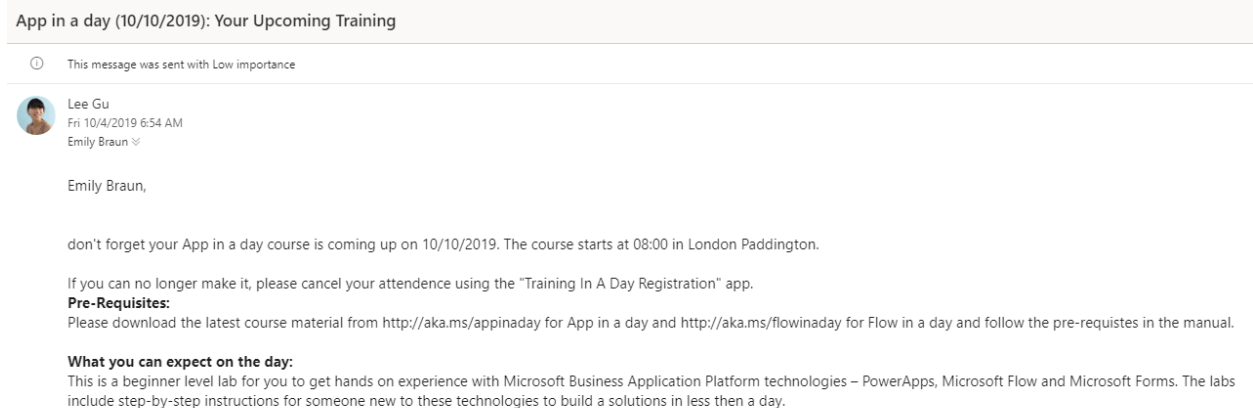 App in a day (10/10/2019): Your Upcoming Training
This message was sent with Low importance
Lee Gu
Fri 10/4/2019 6:54 AM
Emily Braun
Emily Braun,
don't forget your App in a day course is coming up on 10/10/2019. The course starts at 08:00 in London Paddington.
If you can no longer make it, please cancel your attendence using the "Training In A Day Registration" app.
Pre-Requisites:
Please download the latest course material from http://aka.ms/appinaday for App in a day and http://aka.ms/flowinaday for Flow in a day and follow the pre-requistes in the manual.
What you can expect on the day:
This is a beginner level lab for you to get hands on experience with Microsoft Business Application Platform technologies – PowerApps, Microsoft Flow and Microsoft Forms. The labs
include step-by-step instructions for someone new to these technologies to build a solutions in less then a day.